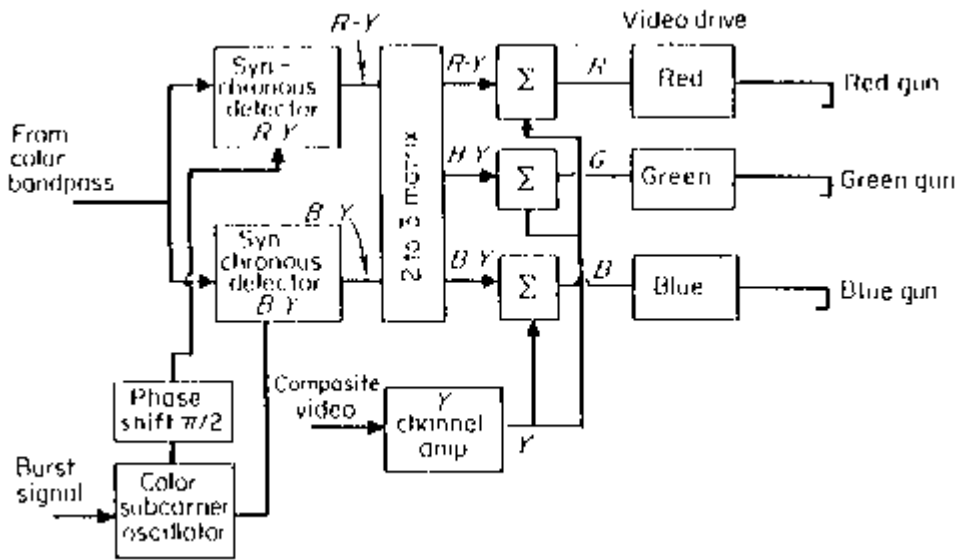 R-Y
Video drive
Syn-
chronous
detector
R Y
R-Y
Σ
R
Red
Red gun
From
color
bandpass
2 to 3 matrix
H Y
Σ
G
Green
Green gun
B Y
Syn
chronous
detector
B Y
B Y
Σ
B
Blue
Blue gun
Phase
shift π/2
Composite
video
Y
channel
amp
Y
Burst
signal
Color
subcarrier
oscillator